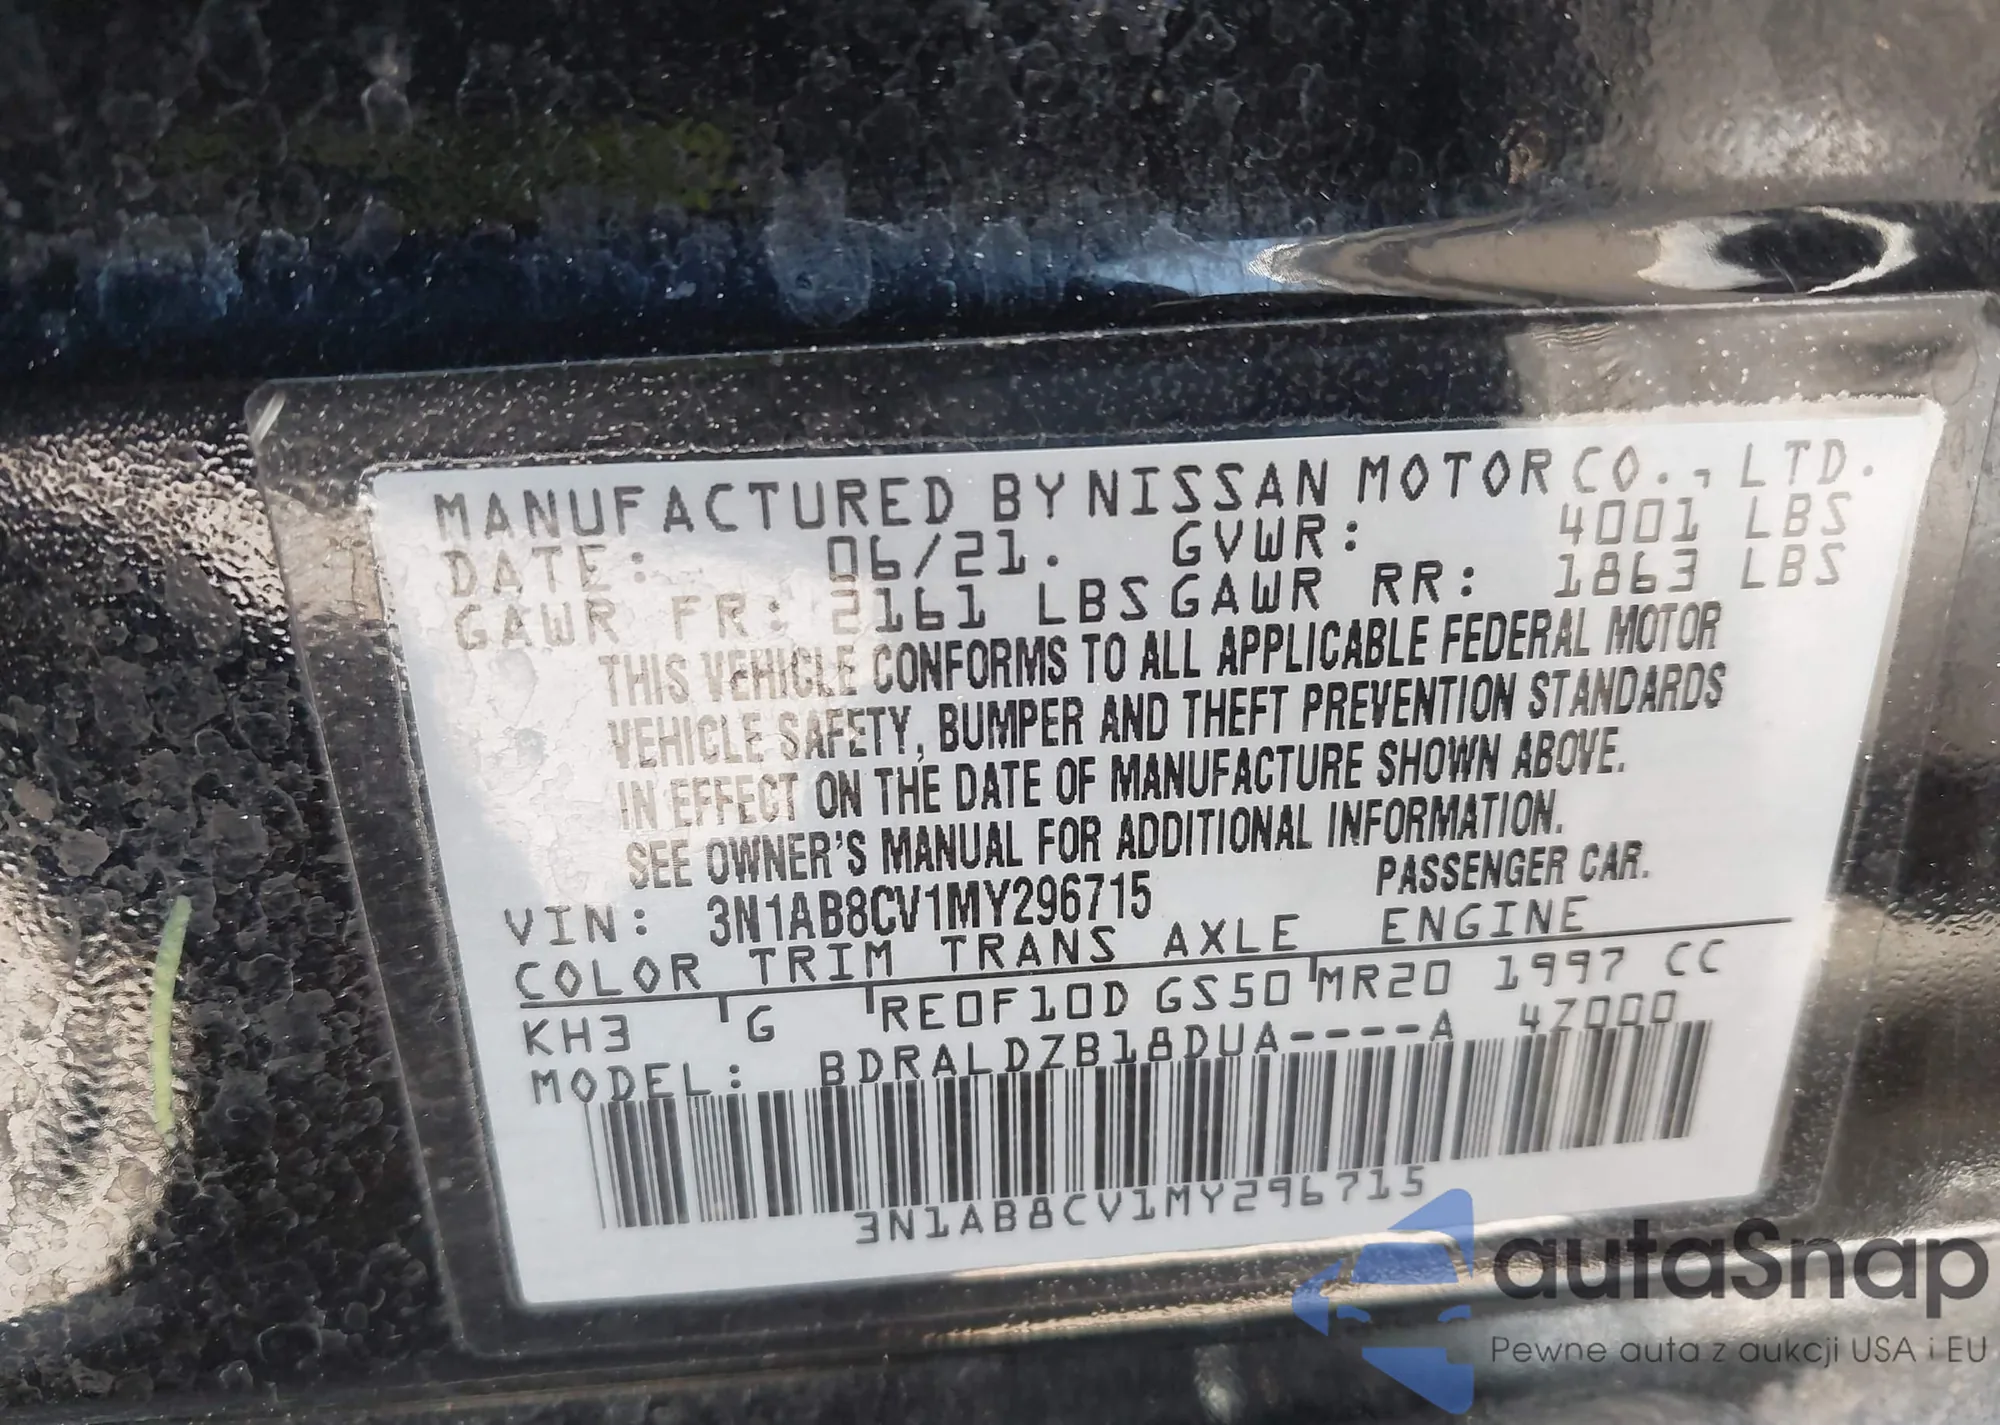 MANUFACTURED BY NISSAN MOTOR CO., LTD.
DATE: 06/21. GVWR: 4001 LBS
GAWR FR: 2161 LBS GAWR RR: 1863 LBS
THIS VEHICLE CONFORMS TO ALL APPLICABLE FEDERAL MOTOR
VEHICLE SAFETY, BUMPER AND THEFT PREVENTION STANDARDS
IN EFFECT ON THE DATE OF MANUFACTURE SHOWN ABOVE.
SEE OWNER'S MANUAL FOR ADDITIONAL INFORMATION.
VIN: 3N1AB8CV1MY296715 PASSENGER CAR.
COLOR TRIM TRANS AXLE ENGINE
KH3 G RE0F10D GS50 MR20 1997 CC
MODEL: BDRALDZB18DUA----A 4Z000
3N1AB8CV1MY296715
autaSnap
Pewne auta z aukcji USA i EU